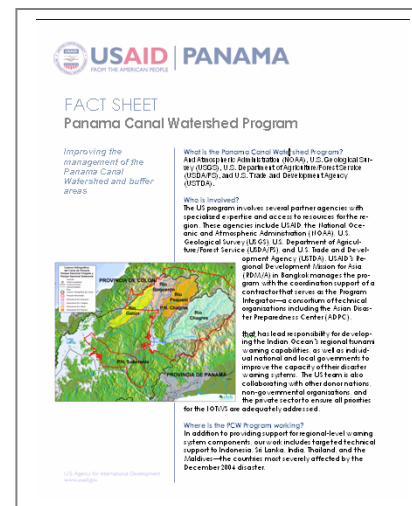 USAID | PANAMA
FROM THE AMERICAN PEOPLE
FACT SHEET
Panama Canal Watershed Program
Improving the
management of the
Panama Canal
Watershed and buffer
areas
What is the Panama Canal Watershed Program?
And Atmospheric Administration (NOAA), U.S. Geological Sur-
vey (USGS), U.S. Department of Agriculture/Forest Service
(USDA/FS), and U.S. Trade and Development Agency
(USTDA).
Who is Involved?
The US program involves several partner agencies with
specialized expertise and access to resources for the re-
gion. These agencies include USAID, the National Oce-
anic and Atmospheric Administration (NOAA), U.S.
Geological Survey (USGS), U.S. Department of Agricul-
ture/Forest Service (USDA/FS), and U.S. Trade and Devel-
opment Agency (USTDA). USAID's Re-
gional Development Mission for Asia
(RDM/A) in Bangkok manages the pro-
gram with the coordination support of a
contractor that serves as the Program
Integrator—a consortium of technical
organizations including the Asian Disas-
ter Preparedness Center (ADPC).
that has lead responsibility for develop-
ing the Indian Ocean's regional tsunami
warning capabilities, as well as individ-
ual national and local governments to
improve the capacity of their disaster
warning systems. The US team is also
collaborating with other donor nations,
non-governmental organisations, and
the private sector to ensure all priorities
for the IOTWS are adequately addressed.
PROVINCIA DE COLON
PROVINCIA DE PANAMA
Where is the PCW Program working?
In addition to providing support for regional-level warning
system components, our work includes targeted technical
support to Indonesia, Sri Lanka, India, Thailand, and the
Maldives—the countries most severely affected by the
December 2004 disaster.
U.S. Agency for International Development
www.usaid.gov